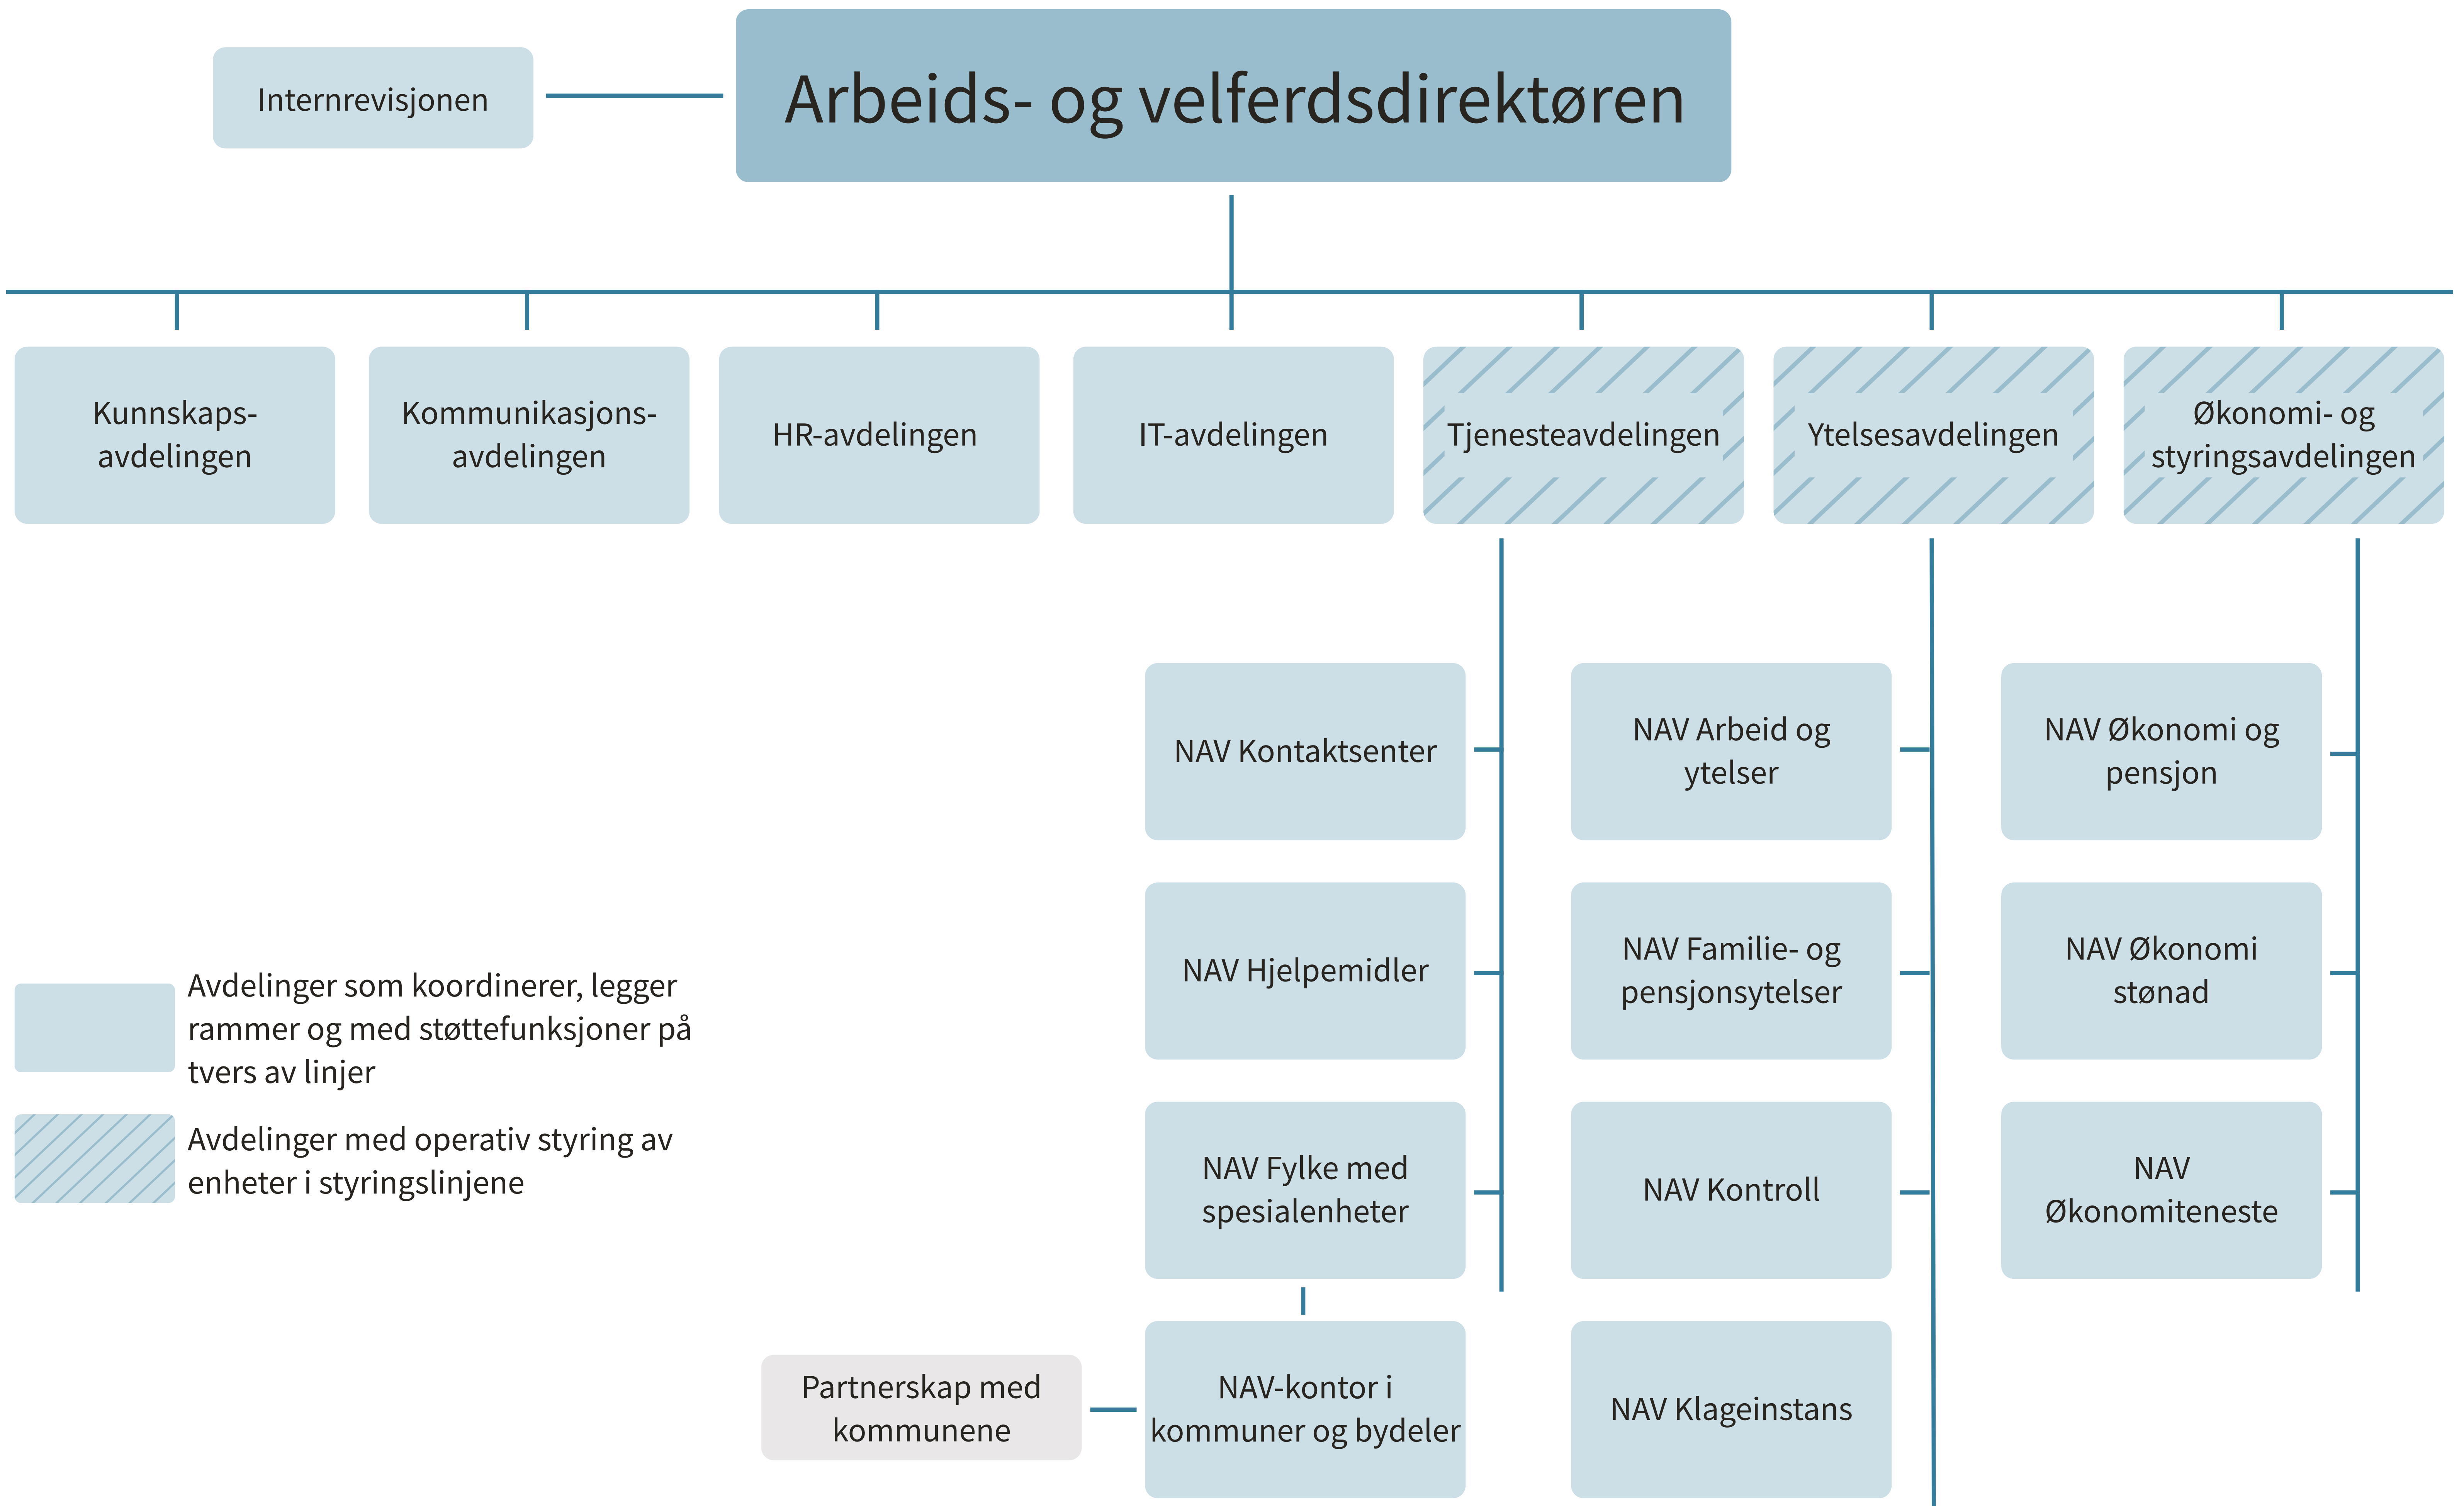 Internrevisjonen
Arbeids- og velferdsdirektøren
Kunnskaps-
avdelingen
Kommunikasjons-
avdelingen
HR-avdelingen
IT-avdelingen
Tjenesteavdelingen
Ytelsesavdelingen
Økonomi- og
styringsavdelingen
NAV Kontaktsenter
NAV Arbeid og
ytelser
NAV Økonomi og
pensjon
NAV Hjelpemidler
NAV Familie- og
pensjonsytelser
NAV Økonomi
stønad
Avdelinger som koordinerer, legger
rammer og med støttefunksjoner på
tvers av linjer
Avdelinger med operativ styring av
enheter i styringslinjene
NAV Fylke med
spesialenheter
NAV Kontroll
NAV
Økonomiteneste
Partnerskap med
kommunene
NAV-kontor i
kommuner og bydeler
NAV Klageinstans